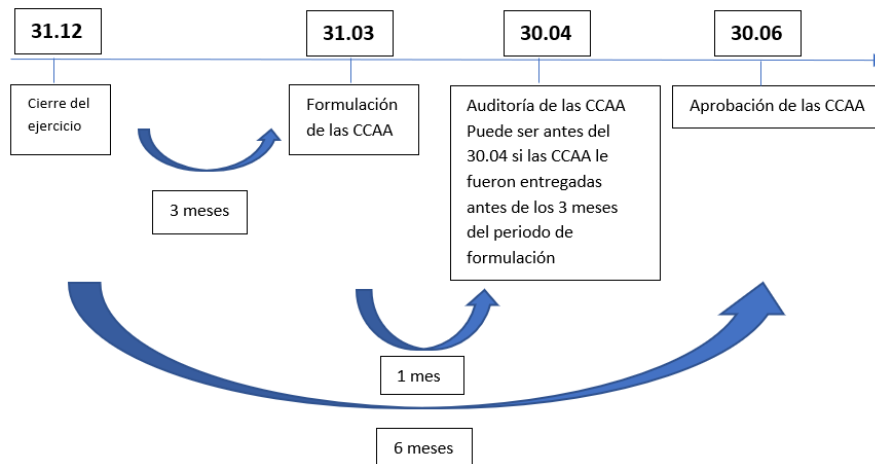 31.12
31.03
30.04
30.06
Cierre del
ejercicio
Formulación
de las CCAA
Auditoría de las CCAA
Puede ser antes del
30.04 si las CCAA le
fueron entregadas
antes de los 3 meses
del periodo de
formulación
Aprobación de las CCAA
3 meses
1 mes
6 meses